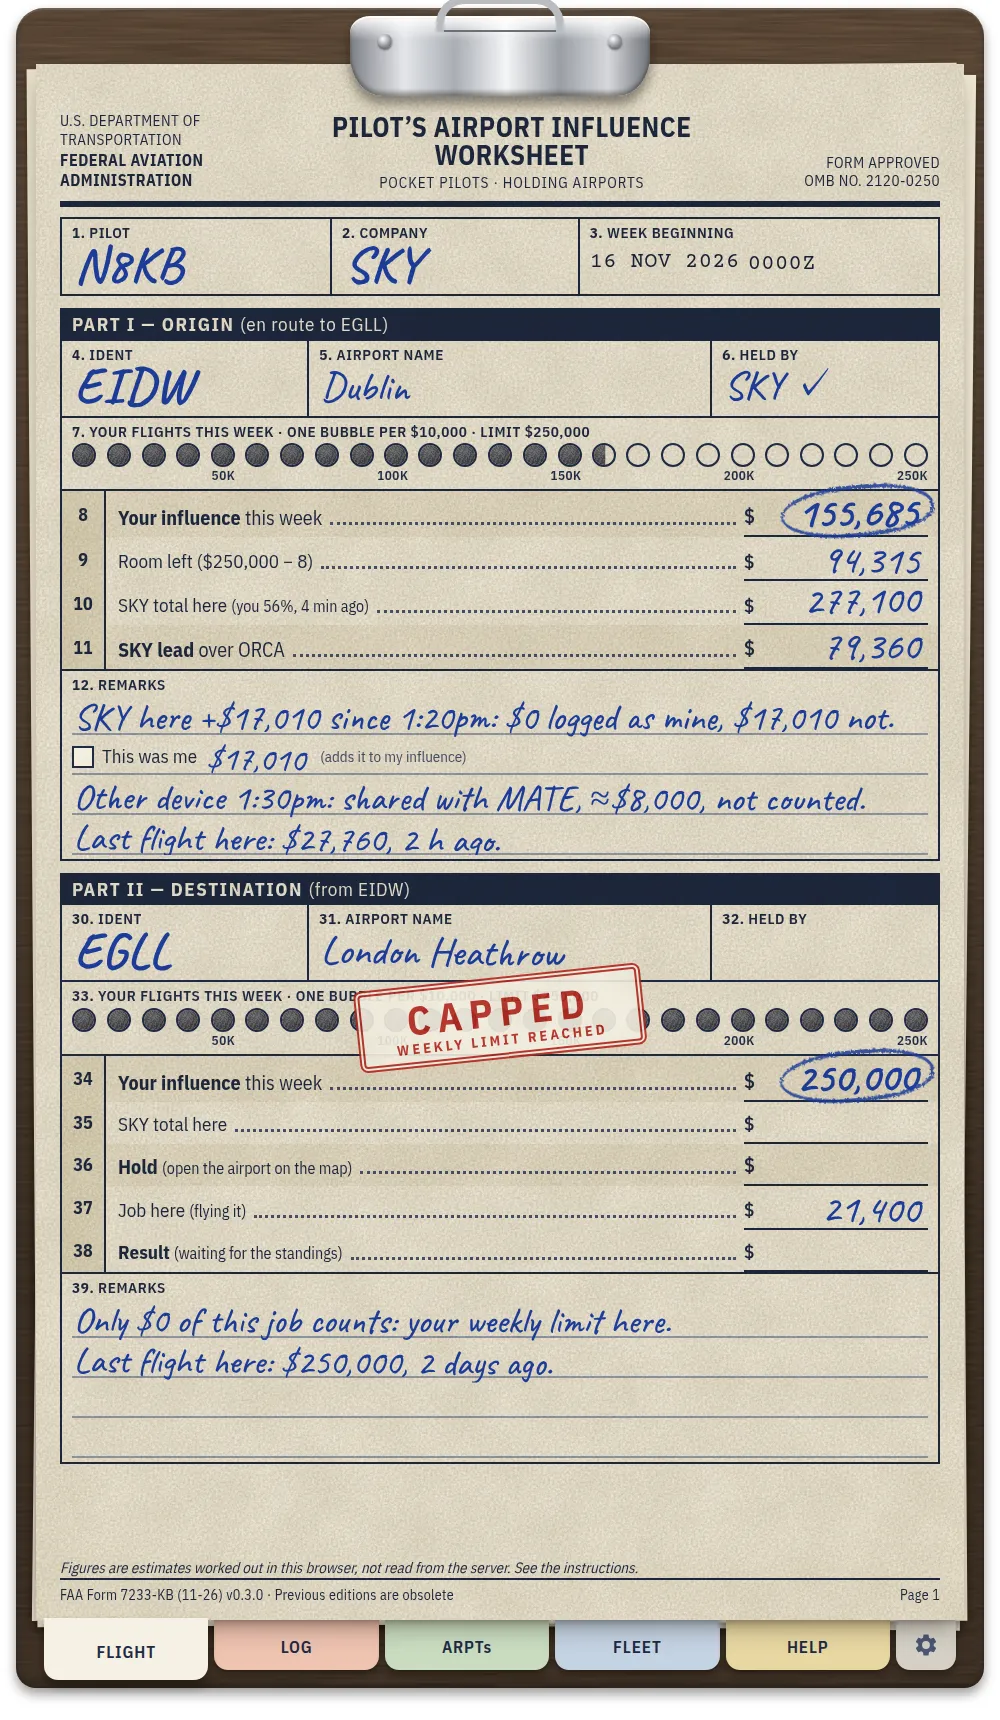 U.S. DEPARTMENT OF
TRANSPORTATION
FEDERAL AVIATION
ADMINISTRATION
PILOT'S AIRPORT INFLUENCE
WORKSHEET
POCKET PILOTS · HOLDING AIRPORTS
FORM APPROVED
OMB NO. 2120-0250
1. PILOT
N8KB
2. COMPANY
SKY
3. WEEK BEGINNING
16 NOV 2026 0000Z
PART I — ORIGIN (en route to EGLL)
4. IDENT
EIDW
5. AIRPORT NAME
Dublin
6. HELD BY
SKY ✓
7. YOUR FLIGHTS THIS WEEK · ONE BUBBLE PER $10,000 · LIMIT $250,000
50K 100K 150K 200K 250K
8 Your influence this week $ 155,685
9 Room left ($250,000 – 8) $ 94,315
10 SKY total here (you 56%, 4 min ago) $ 277,100
11 SKY lead over ORCA $ 79,360
12. REMARKS
SKY here +$17,010 since 1:20pm: $0 logged as mine, $17,010 not.
This was me $17,010 (adds it to my influence)
Other device 1:30pm: shared with MATE, ≈$8,000, not counted.
Last flight here: $27,760, 2 h ago.
PART II — DESTINATION (from EIDW)
30. IDENT
EGLL
31. AIRPORT NAME
London Heathrow
32. HELD BY
33. YOUR FLIGHTS THIS WEEK · ONE BUBBLE PER $10,000 · LIMIT $250,000
CAPPED
WEEKLY LIMIT REACHED
50K 100K 200K 250K
34 Your influence this week $ 250,000
35 SKY total here $
36 Hold (open the airport on the map) $
37 Job here (flying it) $ 21,400
38 Result (waiting for the standings) $
39. REMARKS
Only $0 of this job counts: your weekly limit here.
Last flight here: $250,000, 2 days ago.
Figures are estimates worked out in this browser, not read from the server. See the instructions.
FAA Form 7233-KB (11-26) v0.3.0 · Previous editions are obsolete
Page 1
FLIGHT
LOG
ARPTs
FLEET
HELP